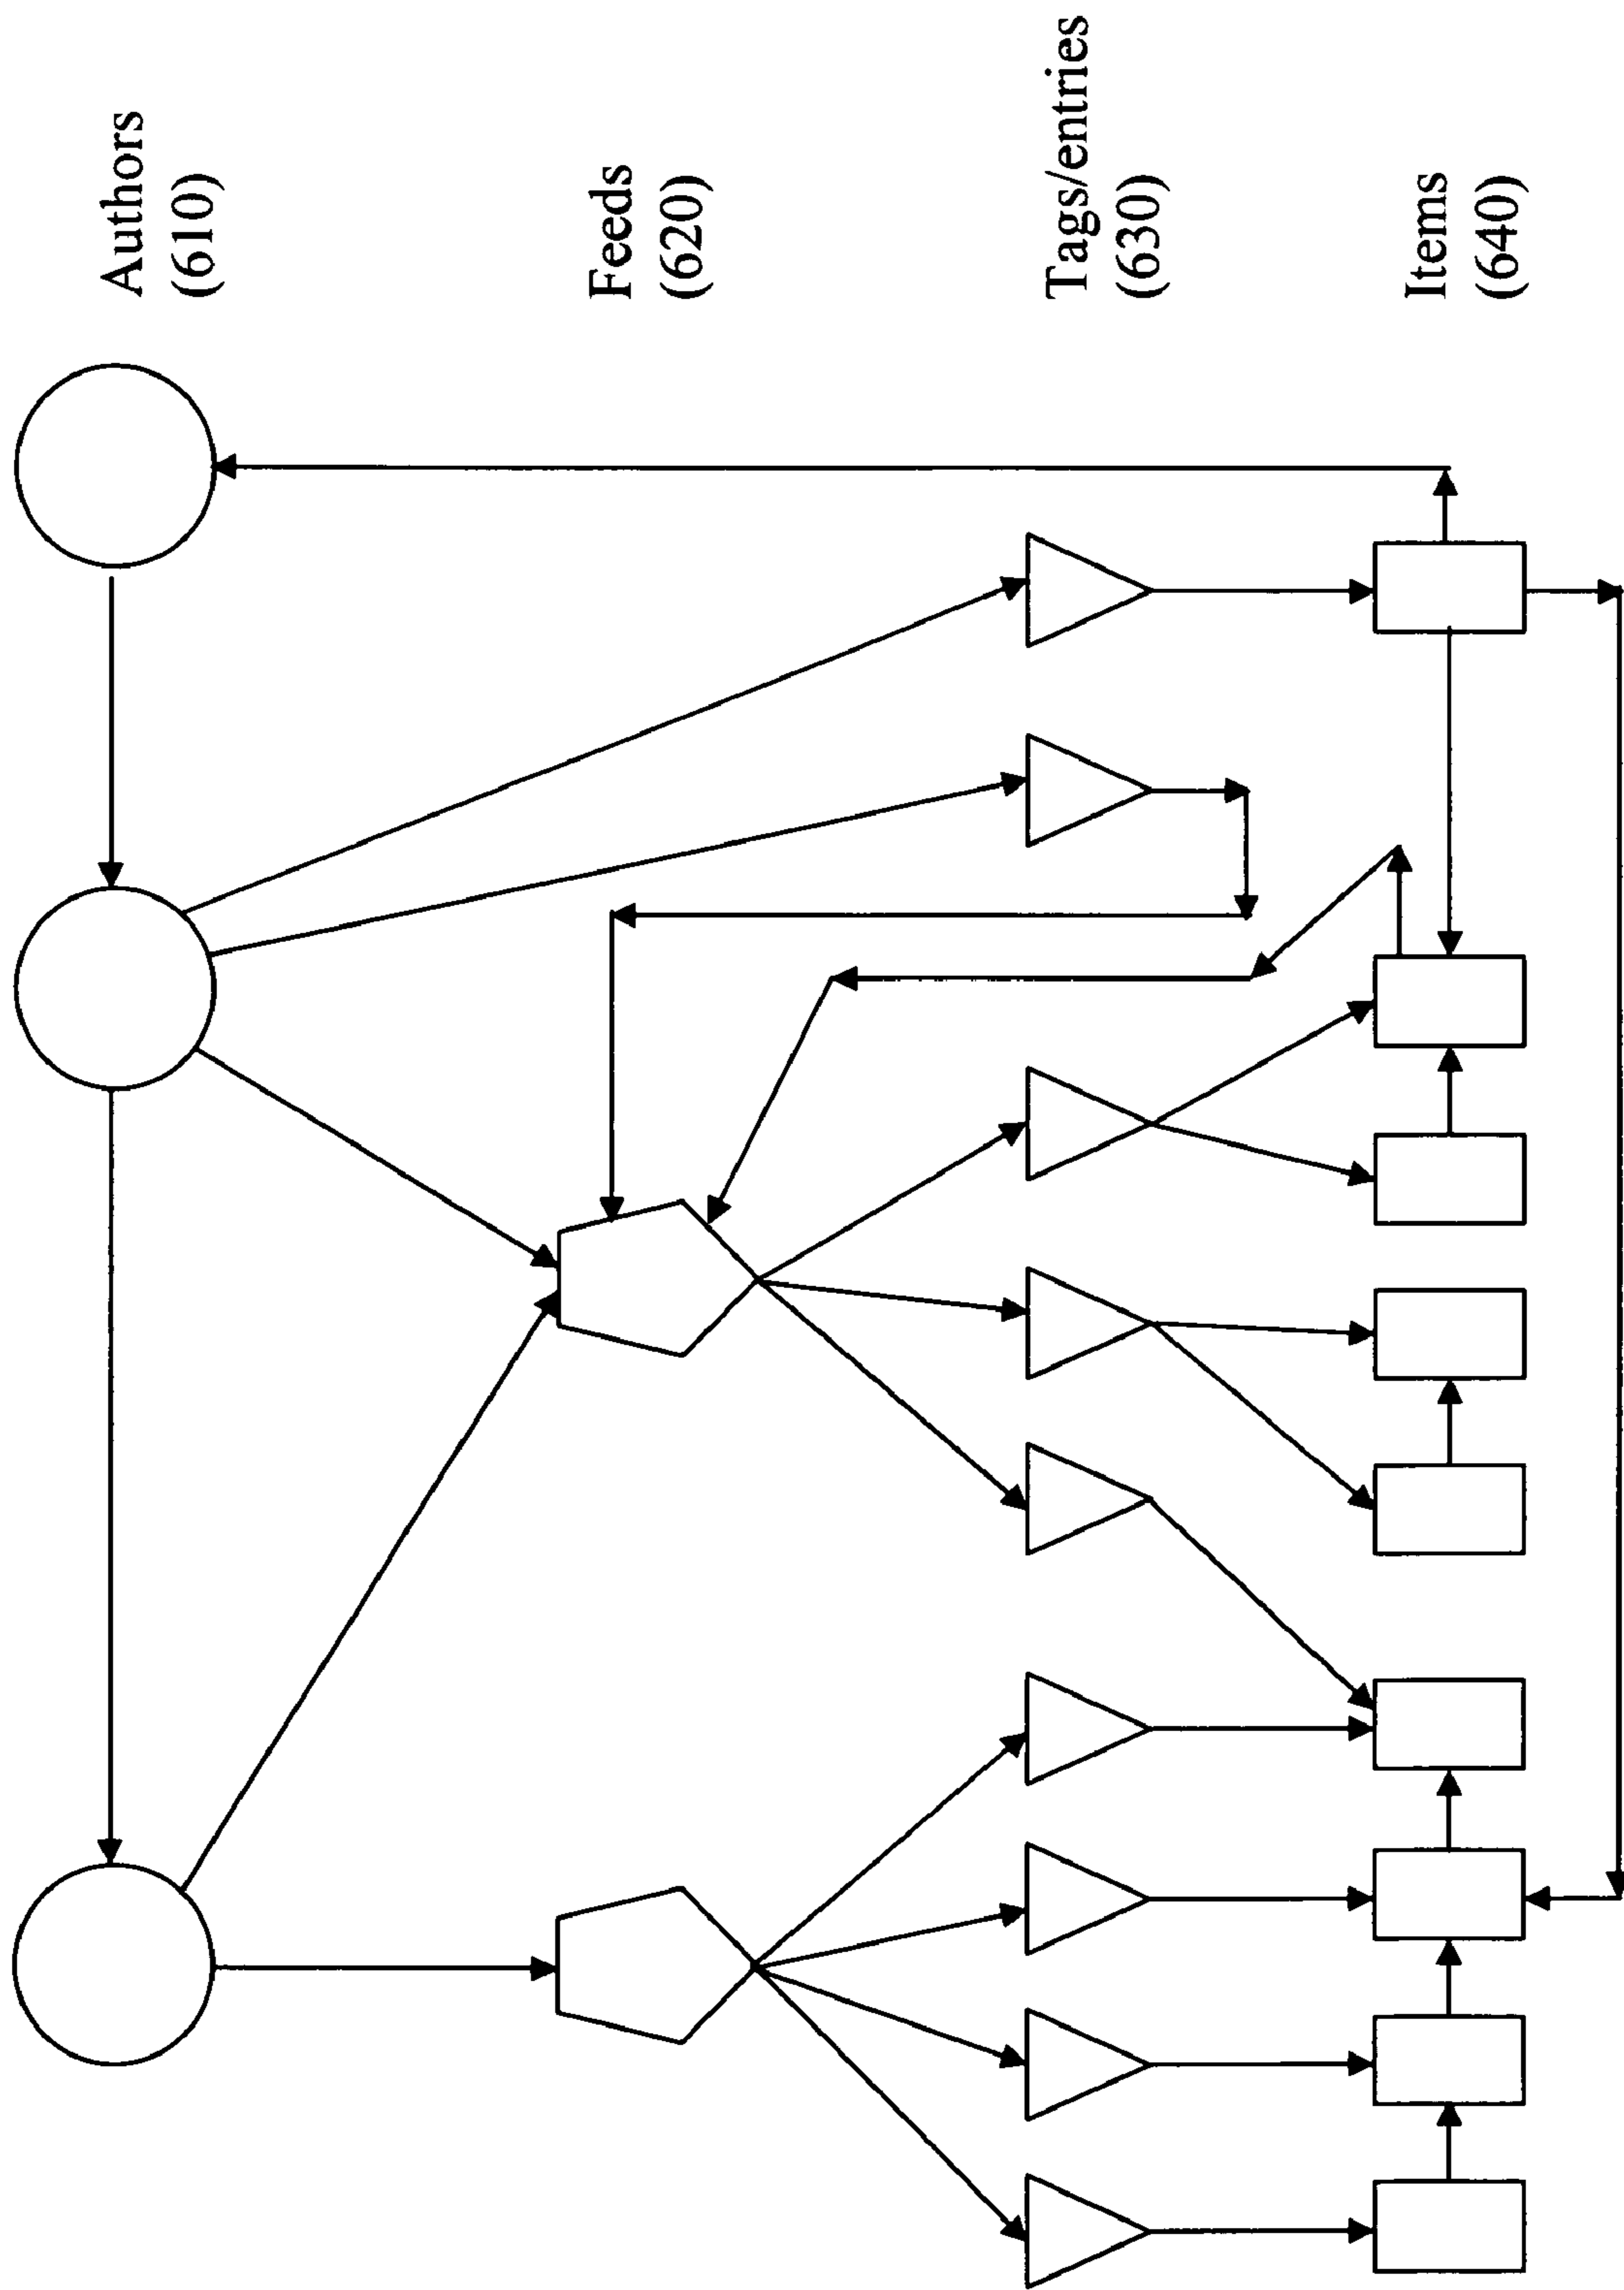 Authors
(610)
Feeds
(620)
Tags/entries
(630)
Items
(640)